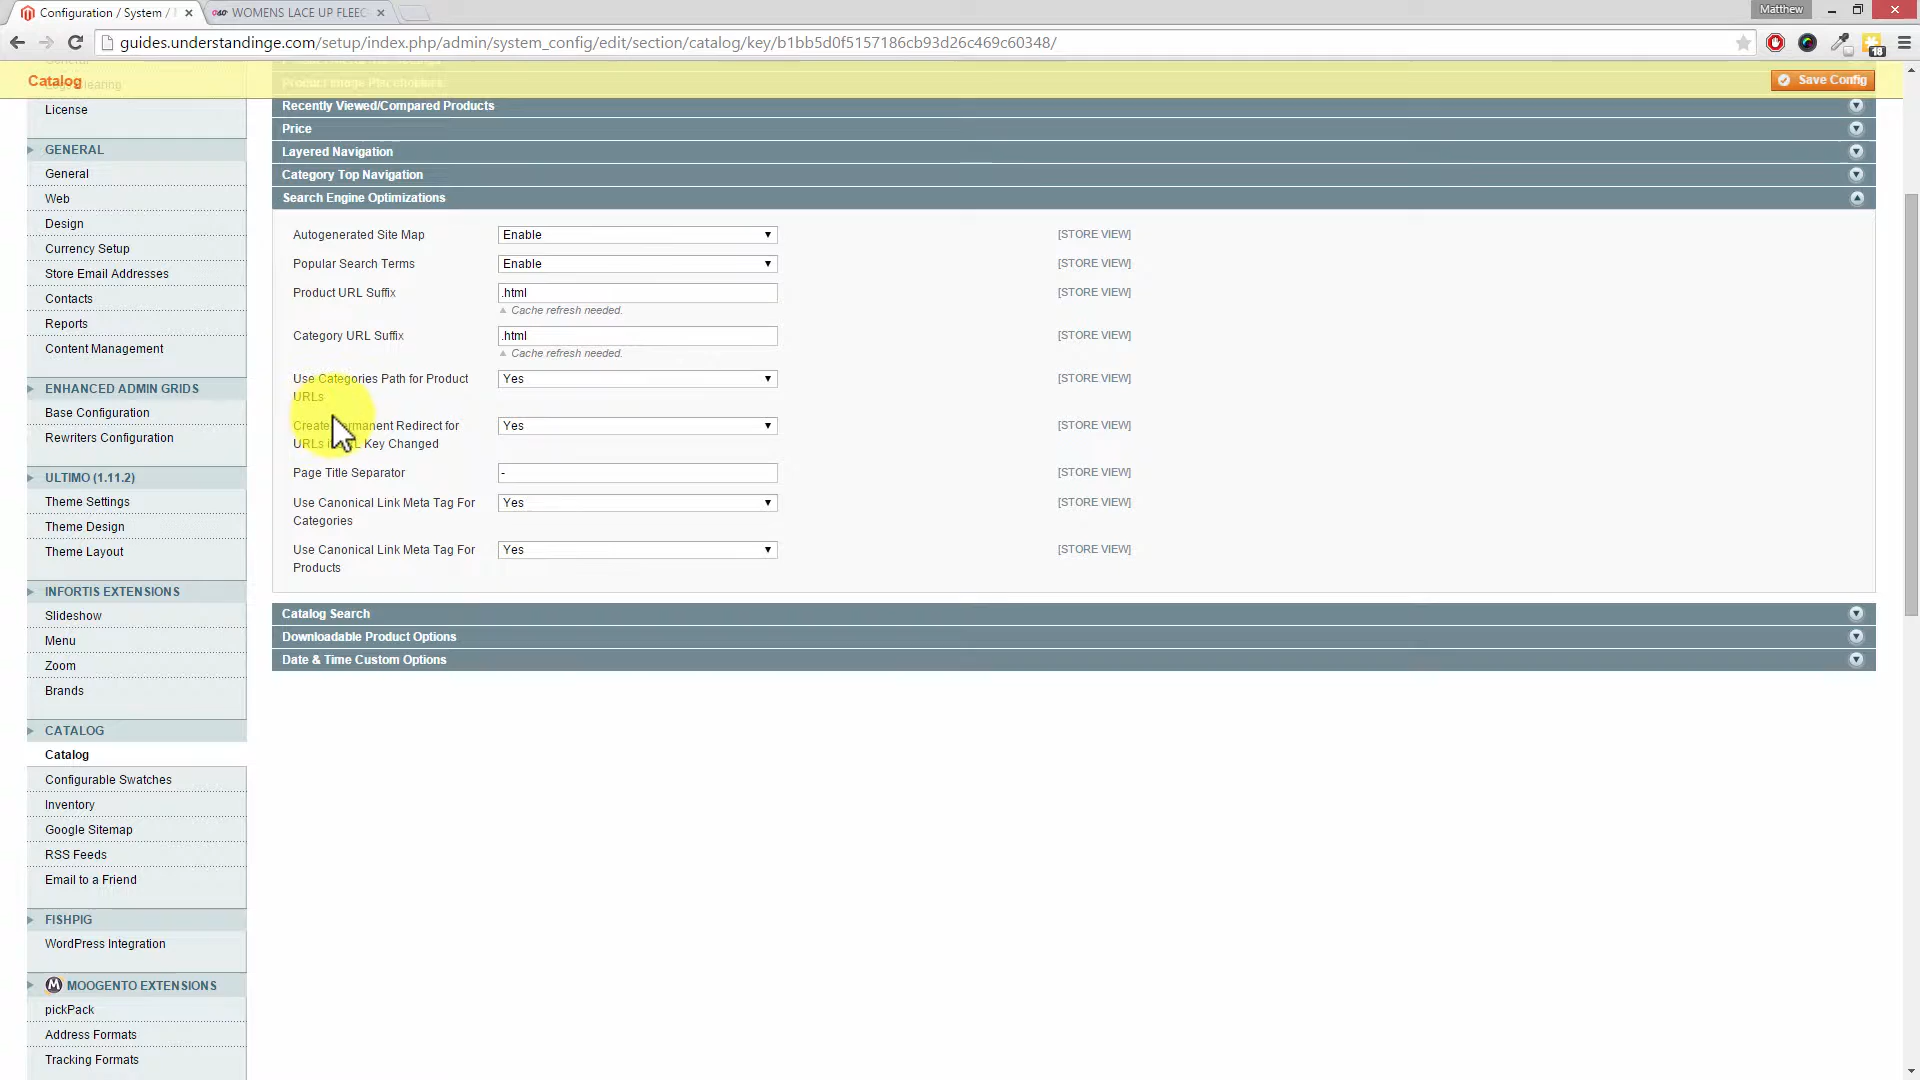 Configuration / System /
WOMENS LACE UP FLEEC
Matthew
guides.understandinge.com/setup/index.php/admin/system_config/edit/section/catalog/key/b1bb5d0f5157186cb93d26c469c60348/
18
Catalog
Save Config
Product Image Placeholders
License
GENERAL
General
Web
Design
Currency Setup
Store Email Addresses
Contacts
Reports
Content Management
ENHANCED ADMIN GRIDS
Base Configuration
Rewriters Configuration
ULTIMO (1.11.2)
Theme Settings
Theme Design
Theme Layout
INFORTIS EXTENSIONS
Slideshow
Menu
Zoom
Brands
CATALOG
Catalog
Configurable Swatches
Inventory
Google Sitemap
RSS Feeds
Email to a Friend
FISHPIG
WordPress Integration
MOOGENTO EXTENSIONS
pickPack
Address Formats
Tracking Formats
Recently Viewed/Compared Products
Price
Layered Navigation
Category Top Navigation
Search Engine Optimizations
Autogenerated Site Map Enable [STORE VIEW]
Popular Search Terms Enable [STORE VIEW]
Product URL Suffix .html [STORE VIEW]
Cache refresh needed.
Category URL Suffix .html [STORE VIEW]
Cache refresh needed.
Use Categories Path for Product Yes [STORE VIEW]
URLs
Create Permanent Redirect for Yes [STORE VIEW]
URLs if URL Key Changed
Page Title Separator - [STORE VIEW]
Use Canonical Link Meta Tag For Yes [STORE VIEW]
Categories
Use Canonical Link Meta Tag For Yes [STORE VIEW]
Products
Catalog Search
Downloadable Product Options
Date & Time Custom Options